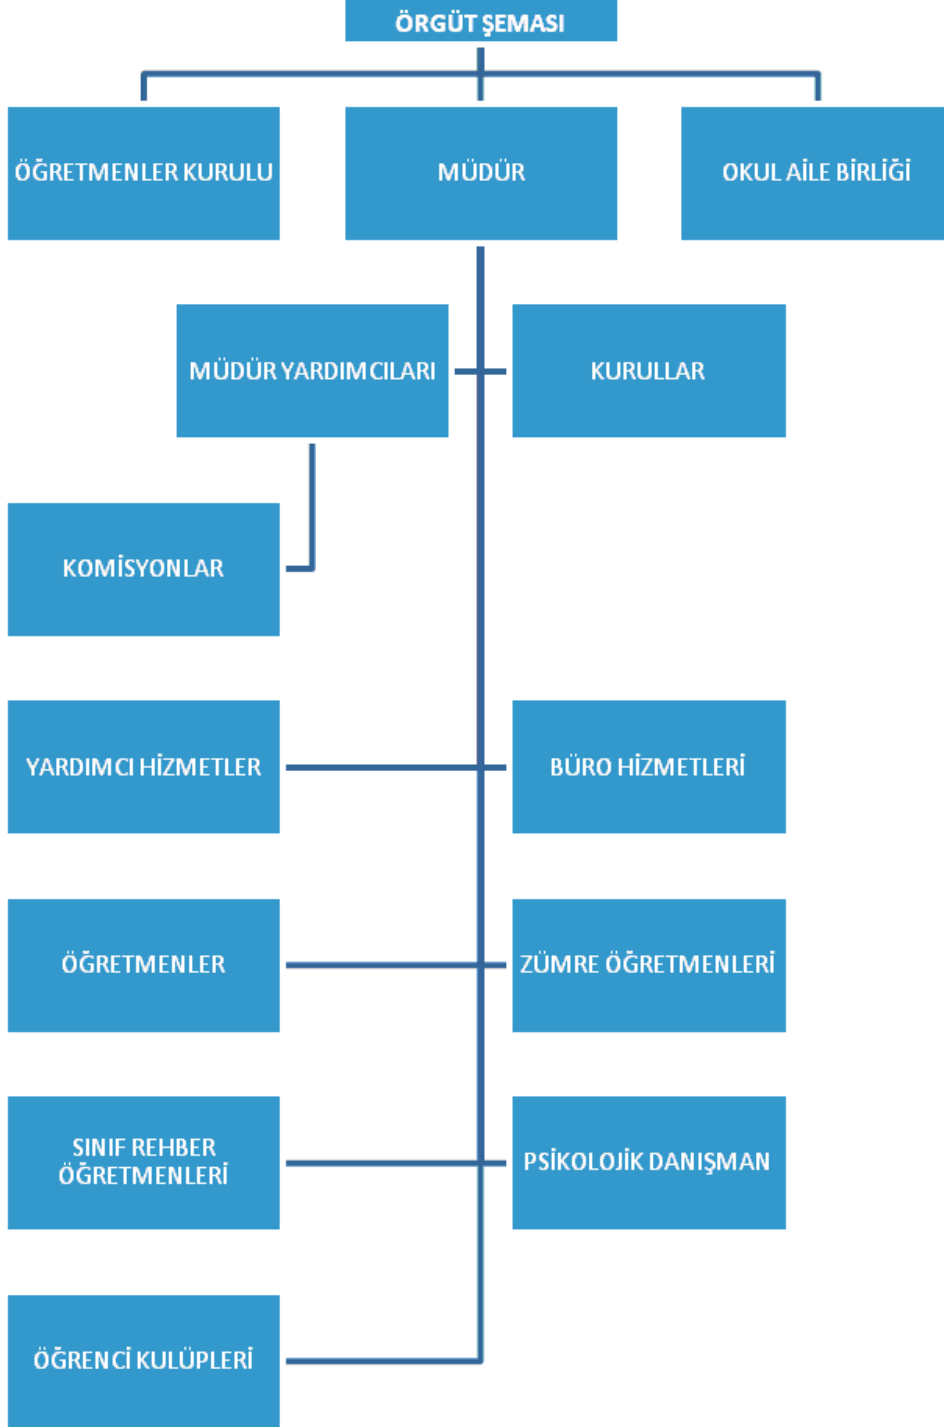 ÖRGÜT ŞEMASI
ÖĞRETMENLER KURULU
MÜDÜR
OKUL AİLE BİRLİĞİ
MÜDÜR YARDIMCILARI
KURULLAR
KOMİSYONLAR
YARDIMCI HİZMETLER
BÜRO HİZMETLERİ
ÖĞRETMENLER
ZÜMRE ÖĞRETMENLERİ
SINIF REHBER
ÖĞRETMENLERİ
PSİKOLOJİK DANIŞMAN
ÖĞRENCİ KULÜPLERİ